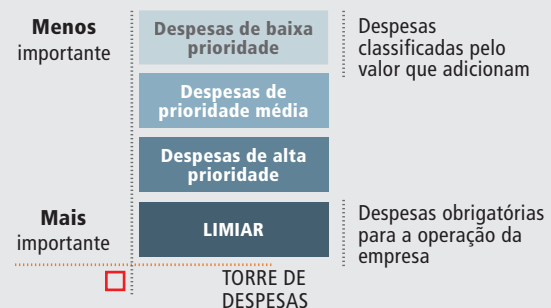 Menos
importante
Despesas de baixa
prioridade
Despesas
classificadas pelo
valor que adicionam
Despesas de
prioridade média
Despesas de alta
prioridade
Mais
importante
LIMIAR
Despesas obrigatórias
para a operação da
empresa
TORRE DE
DESPESAS